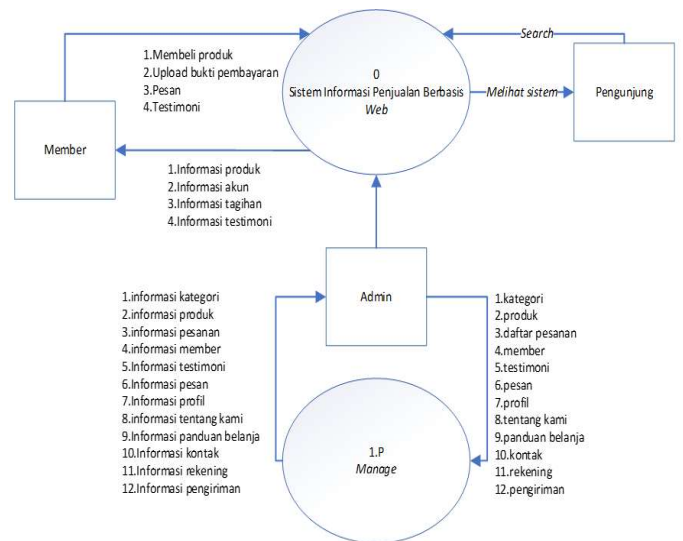 Search
1.Membeli produk
2.Upload bukti pembayaran
3.Pesan
4.Testimoni
0
Sistem Informasi Penjualan Berbasis
Web
Melihat sistem
Pengunjung
Member
1.Informasi produk
2.Informasi akun
3.Informasi tagihan
4.Informasi testimoni
Admin
1.informasi kategori
2.informasi produk
3.informasi pesanan
4.informasi member
5.Informasi testimoni
6.Informasi pesan
7.Informasi profil
8.informasi tentang kami
9.Informasi panduan belanja
10.Informasi kontak
11.Informasi rekening
12.Informasi pengiriman
1.kategori
2.produk
3.daftar pesanan
4.member
5.testimoni
6.pesan
7.profil
8.tentang kami
9.panduan belanja
10.kontak
11.rekening
12.pengiriman
1.P
Manage